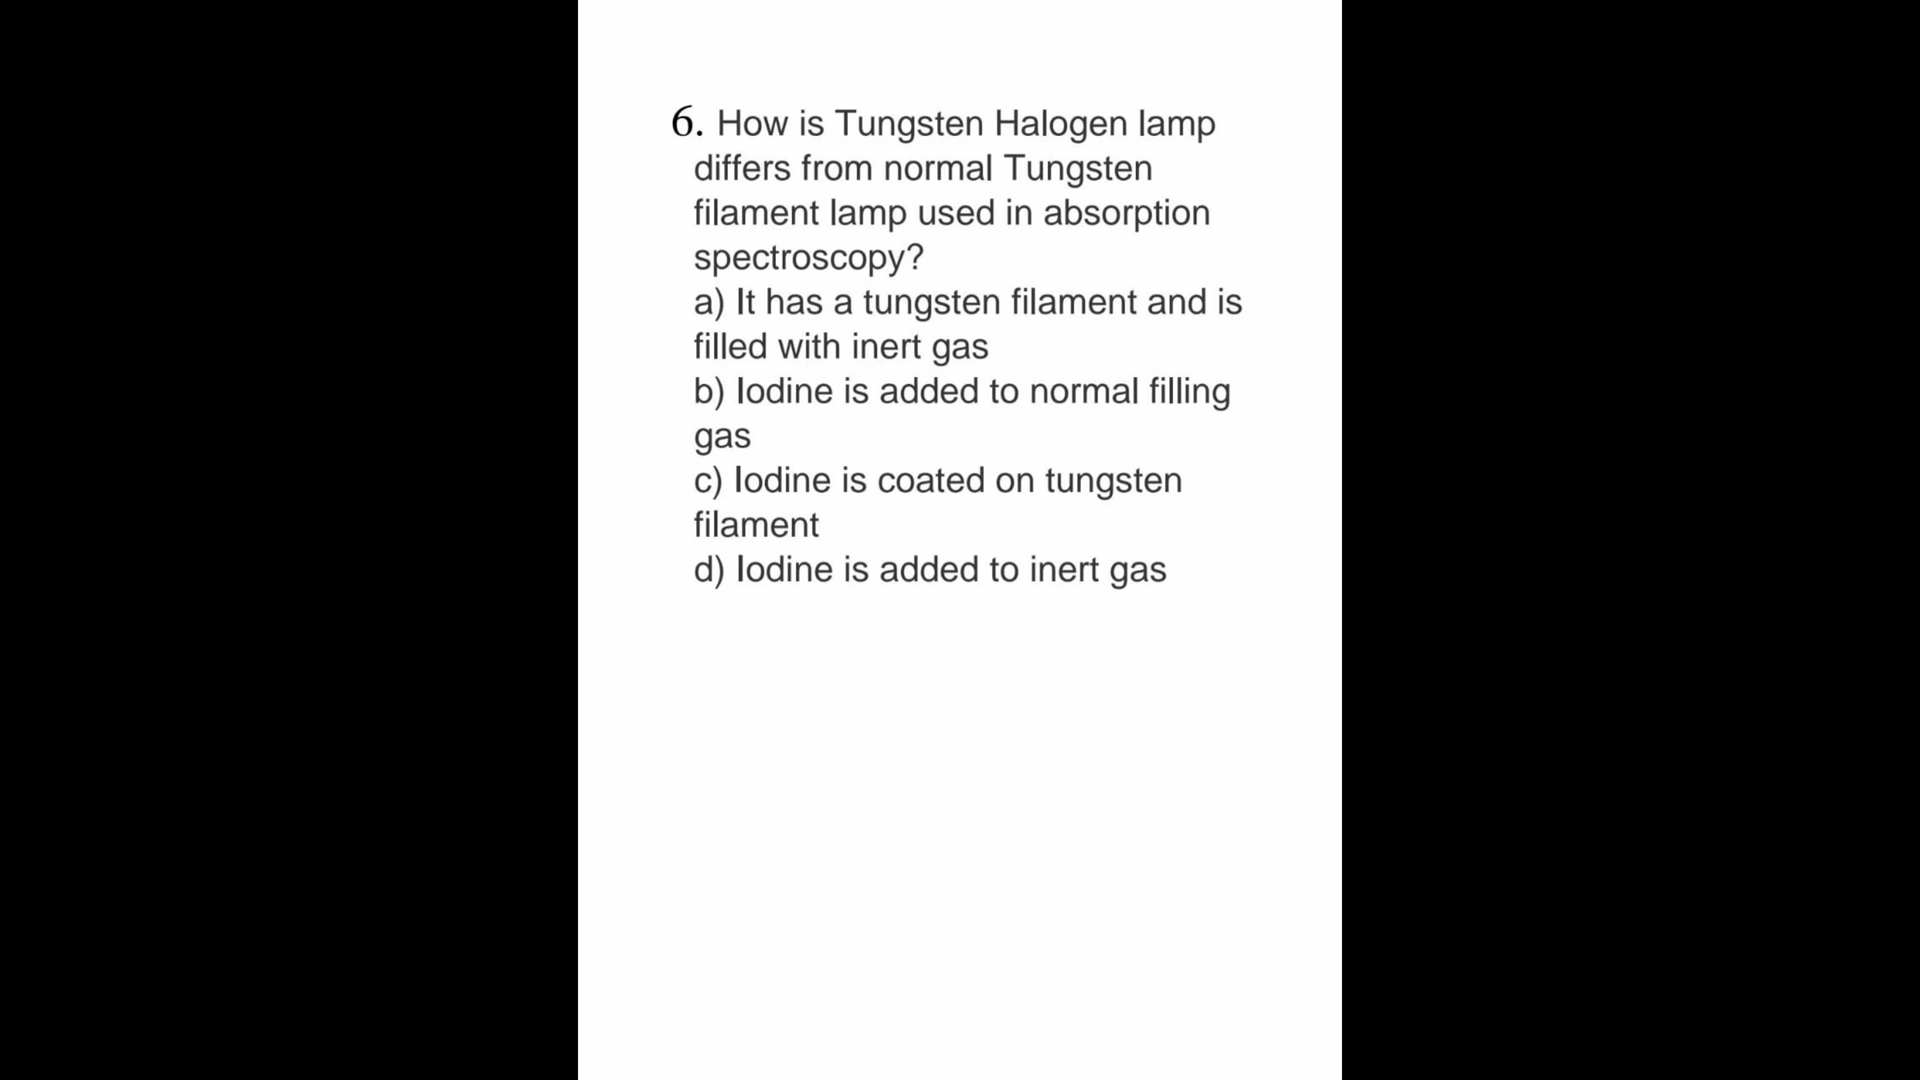 6. How is Tungsten Halogen lamp
differs from normal Tungsten
filament lamp used in absorption
spectroscopy?
a) It has a tungsten filament and is
filled with inert gas
b) Iodine is added to normal filling
gas
c) Iodine is coated on tungsten
filament
d) Iodine is added to inert gas